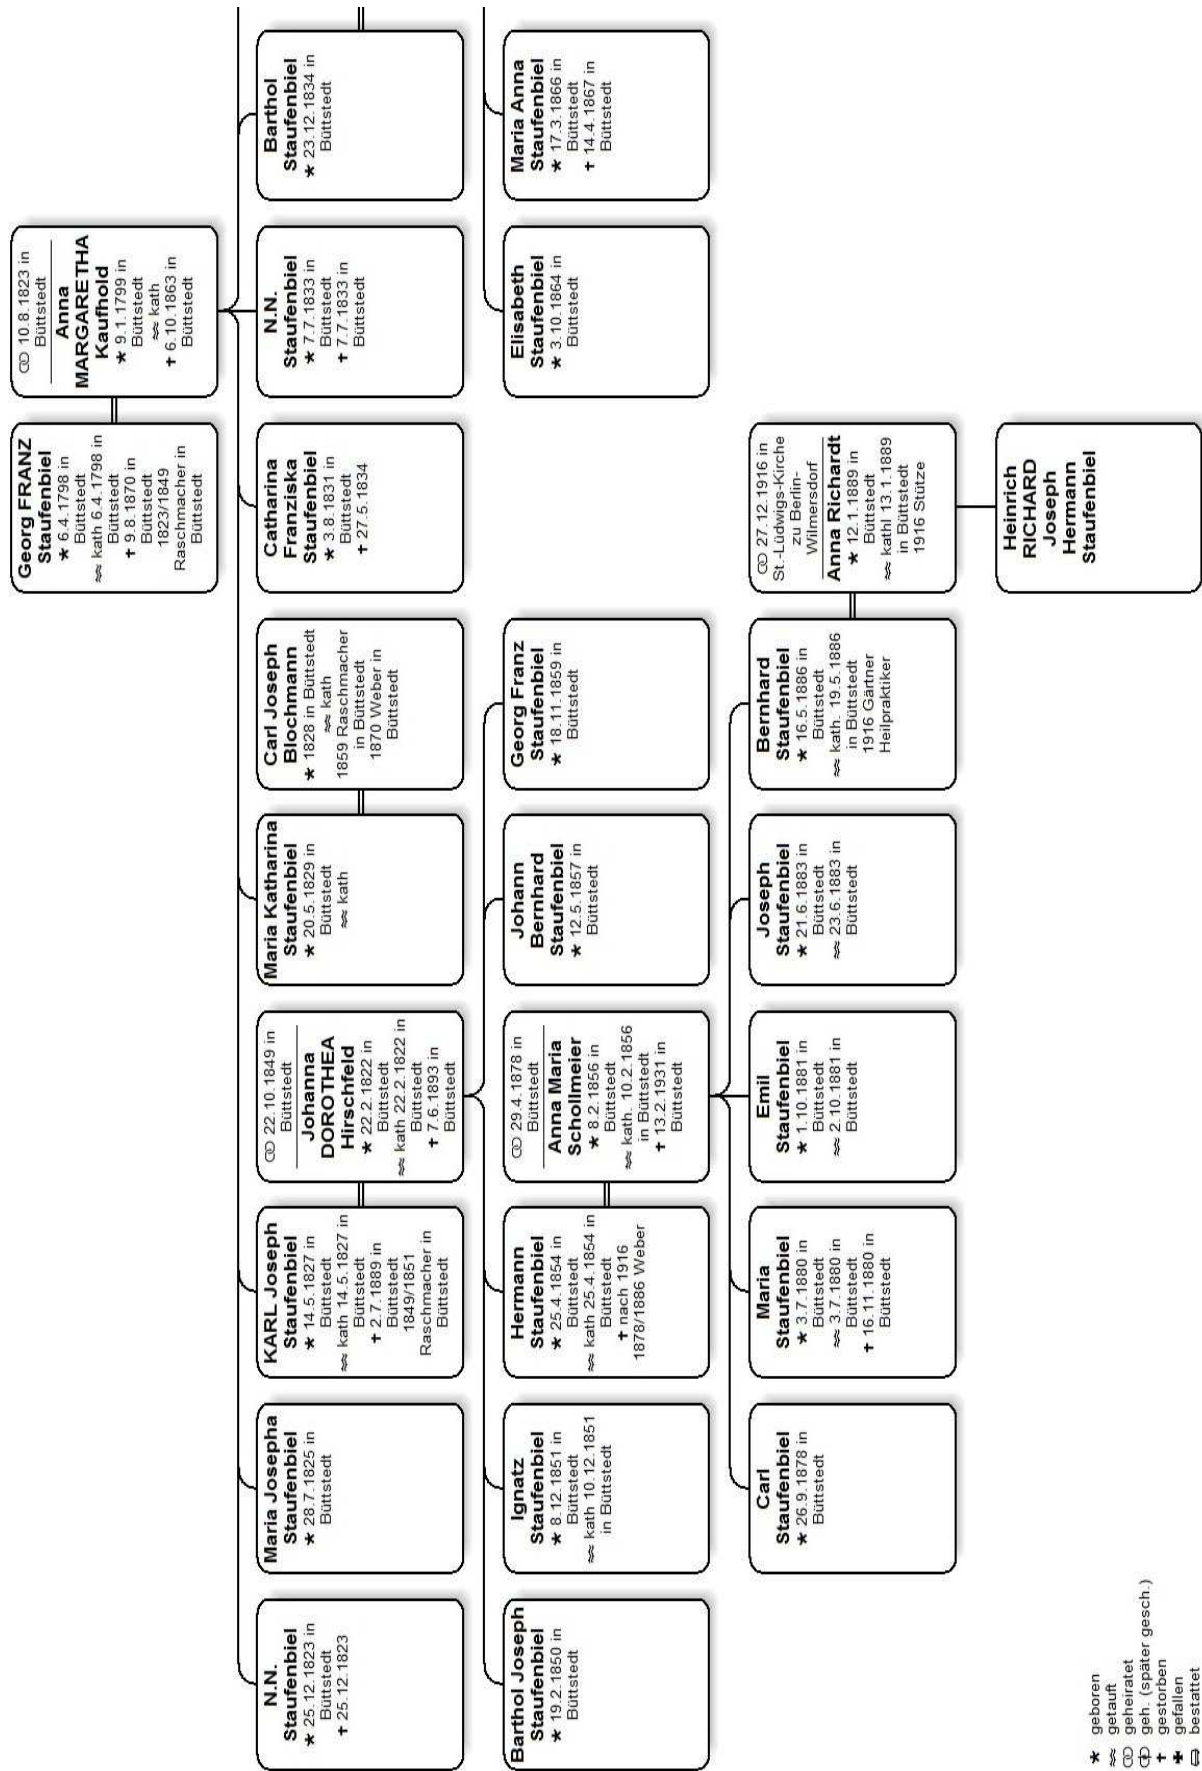 Georg FRANZ
Staufenbiel
★ 6.4.1798 in
Büttstedt
≈ kath 6.4.1798 in
Büttstedt
† 9.8.1870 in
Büttstedt
1823/1849
Raschmacher in
Büttstedt
⚭ 10.8.1823 in
Büttstedt
Anna
MARGARETHA
Kaufhold
★ 9.1.1799 in
Büttstedt
≈ kath
† 6.10.1863 in
Büttstedt
N.N.
Staufenbiel
★ 25.12.1823 in
Büttstedt
† 25.12.1823
Maria Josepha
Staufenbiel
★ 28.7.1825 in
Büttstedt
KARL Joseph
Staufenbiel
★ 14.5.1827 in
Büttstedt
≈ kath 14.5.1827 in
Büttstedt
† 2.7.1889 in
Büttstedt
1849/1851
Raschmacher in
Büttstedt
⚭ 22.10.1849 in
Büttstedt
Johanna
DOROTHEA
Hirschfeld
★ 22.2.1822 in
Büttstedt
≈ kath 22.2.1822 in
Büttstedt
† 7.6.1893 in
Büttstedt
Maria Katharina
Staufenbiel
★ 20.5.1829 in
Büttstedt
≈ kath
Carl Joseph
Blochmann
★ 1828 in Büttstedt
≈ kath
1859 Raschmacher
in Büttstedt
1870 Weber in
Büttstedt
Catharina
Franziska
Staufenbiel
★ 3.8.1831 in
Büttstedt
† 27.5.1834
N.N.
Staufenbiel
★ 7.7.1833 in
Büttstedt
† 7.7.1833 in
Büttstedt
Barthol
Staufenbiel
★ 23.12.1834 in
Büttstedt
Barthol Joseph
Staufenbiel
★ 19.2.1850 in
Büttstedt
Ignatz
Staufenbiel
★ 8.12.1851 in
Büttstedt
≈ kath 10.12.1851
in Büttstedt
Hermann
Staufenbiel
★ 25.4.1854 in
Büttstedt
≈ kath 25.4.1854 in
Büttstedt
† nach 1916
1878/1886 Weber
⚭ 29.4.1878 in
Büttstedt
Anna Maria
Schollmeier
★ 8.2.1856 in
Büttstedt
≈ kath. 10.2.1856
in Büttstedt
† 13.2.1931 in
Büttstedt
Johann
Bernhard
Staufenbiel
★ 12.5.1857 in
Büttstedt
Georg Franz
Staufenbiel
★ 18.11.1859 in
Büttstedt
Elisabeth
Staufenbiel
★ 3.10.1864 in
Büttstedt
Maria Anna
Staufenbiel
★ 17.3.1866 in
Büttstedt
† 14.4.1867 in
Büttstedt
Carl
Staufenbiel
★ 26.9.1878 in
Büttstedt
Maria
Staufenbiel
★ 3.7.1880 in
Büttstedt
≈ 3.7.1880 in
Büttstedt
† 16.11.1880 in
Büttstedt
Emil
Staufenbiel
★ 1.10.1881 in
Büttstedt
≈ 2.10.1881 in
Büttstedt
Joseph
Staufenbiel
★ 21.6.1883 in
Büttstedt
≈ 23.6.1883 in
Büttstedt
Bernhard
Staufenbiel
★ 16.5.1886 in
Büttstedt
≈ kath. 19.5.1886
in Büttstedt
1916 Gärtner
Heilpraktiker
⚭ 27.12.1916 in
St.-Lüdwigs-Kirche
zu Berlin-
Wilmersdorf
Anna Richardt
★ 12.1.1889 in
Büttstedt
≈ kathl 13.1.1889
in Büttstedt
1916 Stütze
Heinrich
RICHARD
Joseph
Hermann
Staufenbiel
★ geboren
≈ getauft
⚭ geheiratet
geh. (später gesch.)
† gestorben
✚ gefallen
bestattet